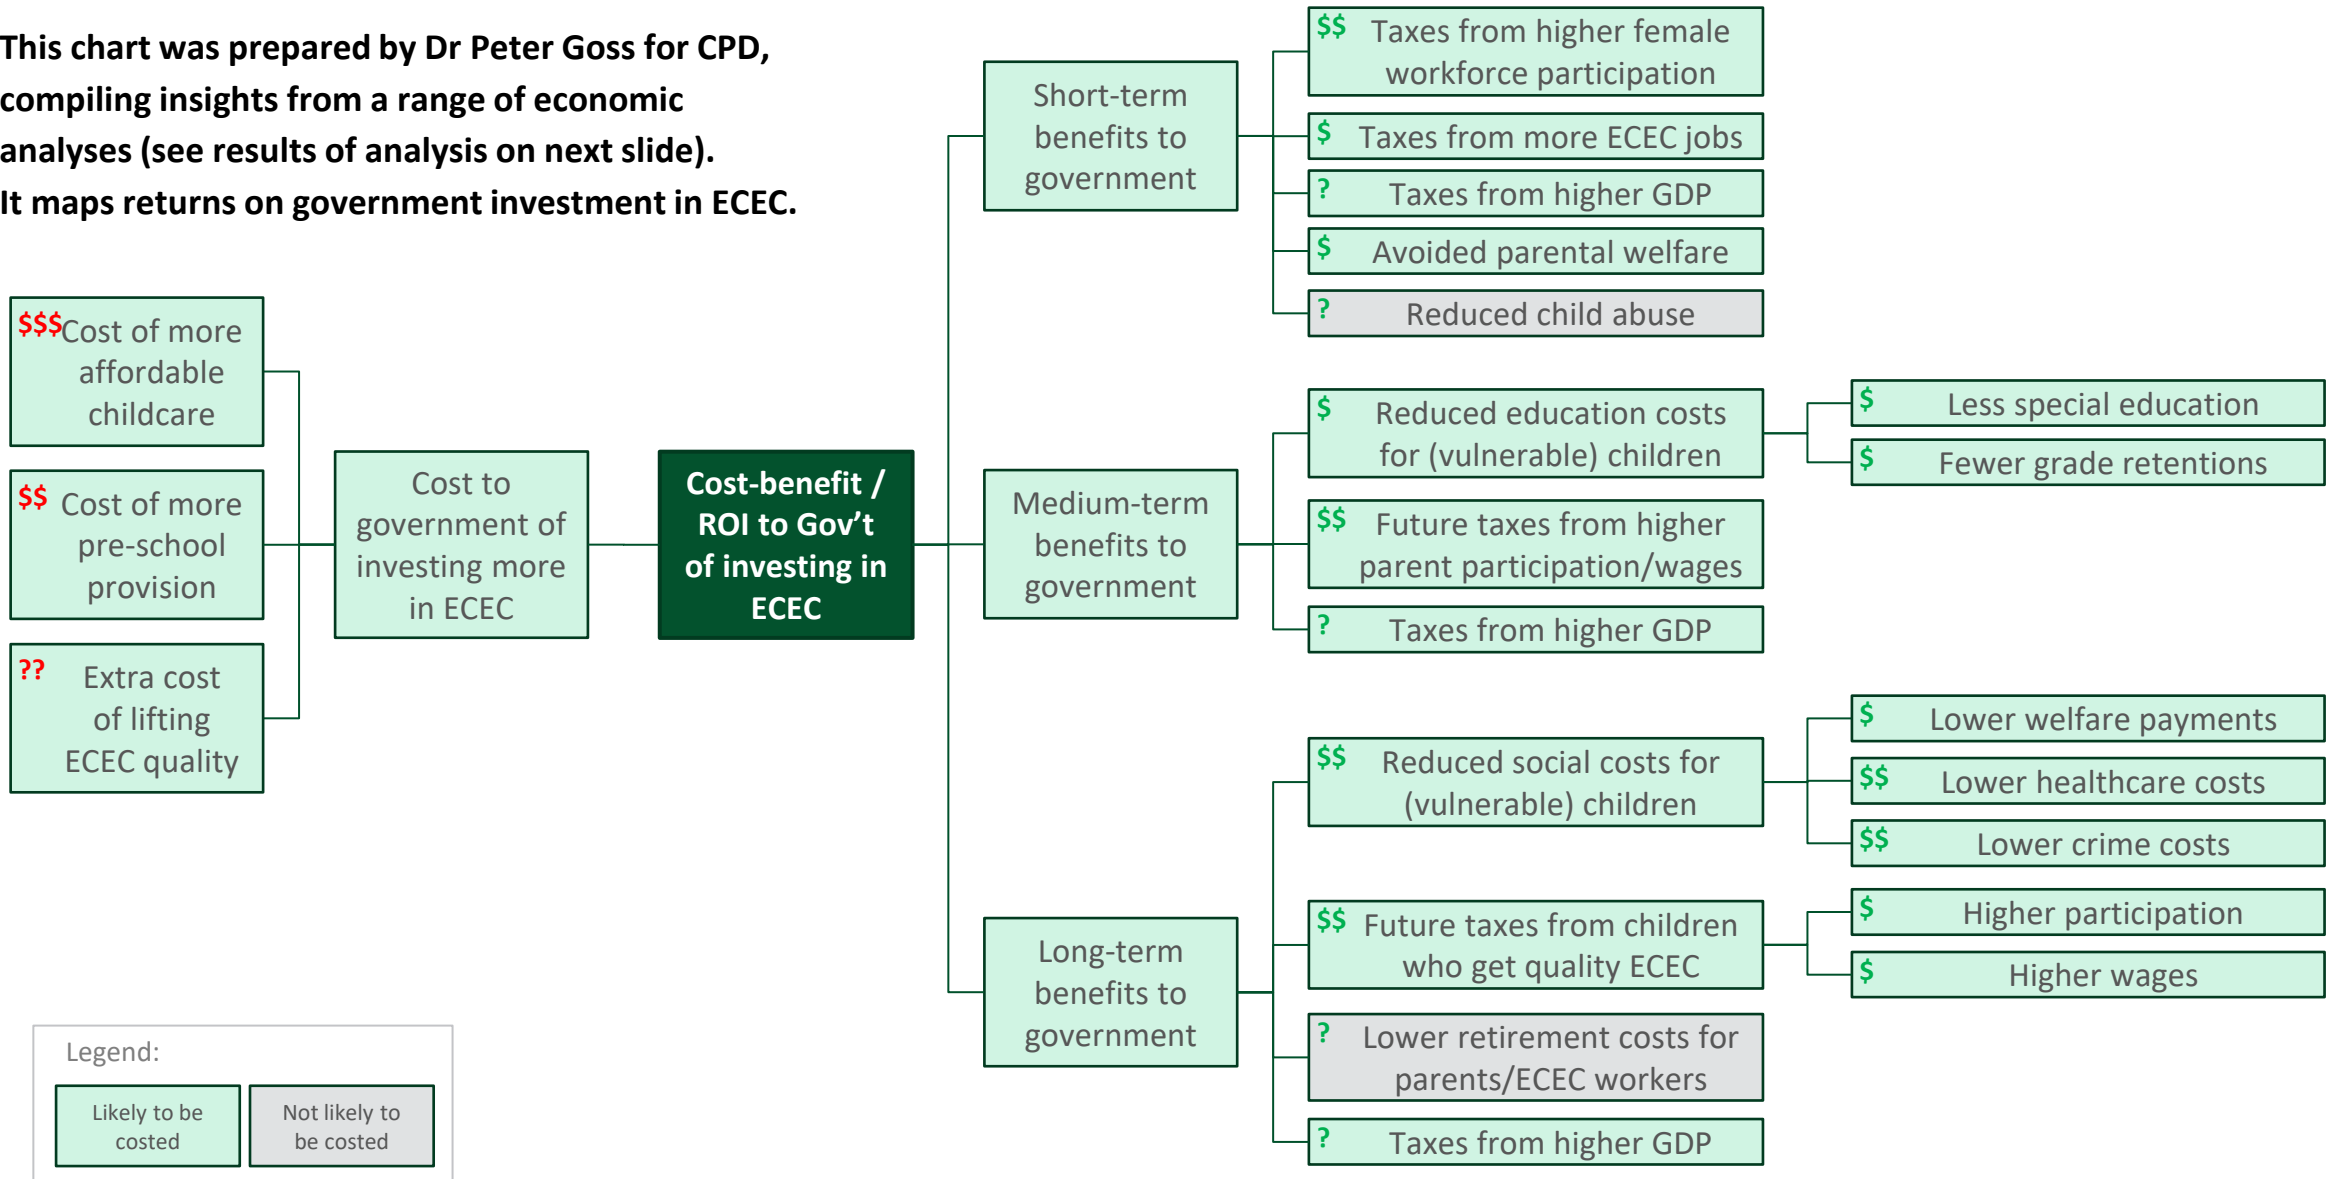 This chart was prepared by Dr Peter Goss for CPD,
compiling insights from a range of economic
analyses (see results of analysis on next slide).
It maps returns on government investment in ECEC.
$$$ Cost of more
affordable
childcare
$$ Cost of more
pre-school
provision
?? Extra cost
of lifting
ECEC quality
Cost to
government of
investing more
in ECEC
Cost-benefit /
ROI to Gov’t
of investing in
ECEC
Short-term
benefits to
government
$$ Taxes from higher female
workforce participation
$ Taxes from more ECEC jobs
? Taxes from higher GDP
$ Avoided parental welfare
? Reduced child abuse
Medium-term
benefits to
government
$ Reduced education costs
for (vulnerable) children
$ Less special education
$ Fewer grade retentions
$$ Future taxes from higher
parent participation/wages
? Taxes from higher GDP
Long-term
benefits to
government
$$ Reduced social costs for
(vulnerable) children
$ Lower welfare payments
$$ Lower healthcare costs
$$ Lower crime costs
$$ Future taxes from children
who get quality ECEC
$ Higher participation
$ Higher wages
? Lower retirement costs for
parents/ECEC workers
? Taxes from higher GDP
Legend:
Likely to be
costed
Not likely to
be costed